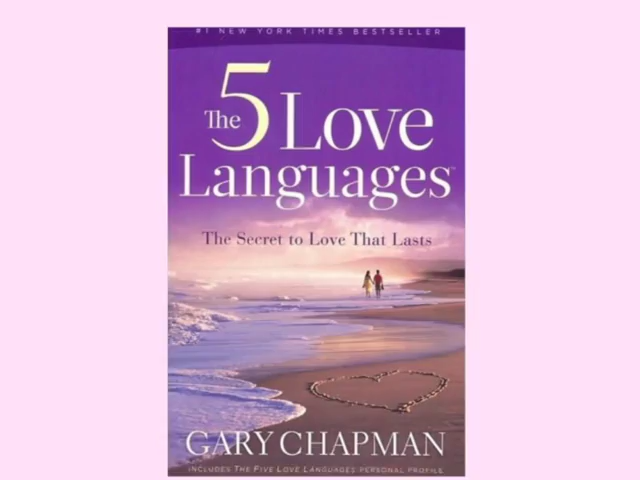 #1 NEW YORK TIMES BESTSELLER
The 5 Love
Languages™
The Secret to Love That Lasts
GARY CHAPMAN
INCLUDES THE FIVE LOVE LANGUAGES PERSONAL PROFILE